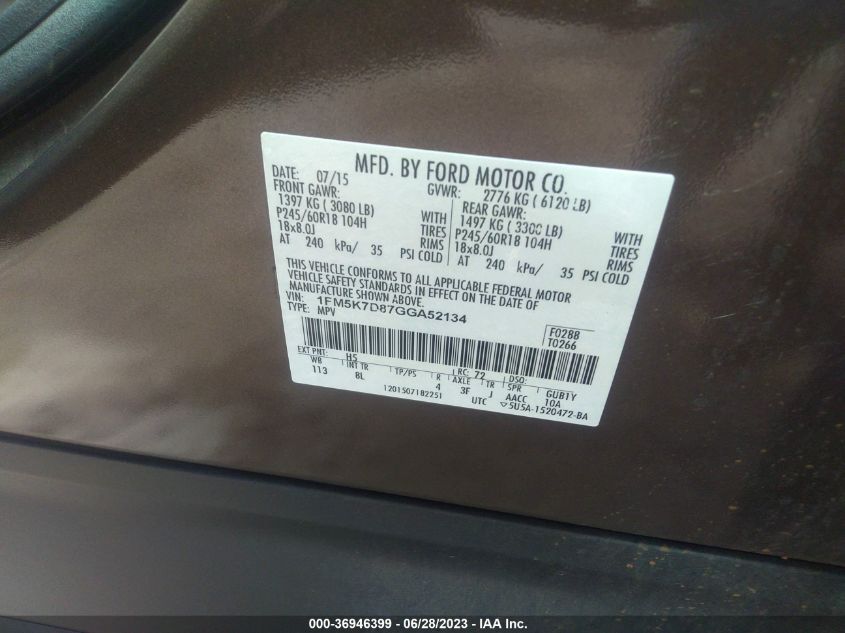 MFD. BY FORD MOTOR CO.
DATE: 07/15 GVWR: 2776 KG ( 6120 LB)
FRONT GAWR: REAR GAWR:
1397 KG ( 3080 LB) WITH 1497 KG ( 3300 LB) WITH
P245/60R18 104H TIRES P245/60R18 104H TIRES
18x8.0J RIMS 18x8.0J RIMS
AT 240 kPa/ 35 PSI COLD AT 240 kPa/ 35 PSI COLD
THIS VEHICLE CONFORMS TO ALL APPLICABLE FEDERAL MOTOR
VEHICLE SAFETY STANDARDS IN EFFECT ON THE DATE OF
MANUFACTURE SHOWN ABOVE.
VIN: 1FM5K7D87GGA52134
TYPE: MPV
F0288
T0266
EXT PNT: H5 RC: 72 DSO:
WB INT TR TP/PS R AXLE TR SPR GUB1Y
113 8L 4 3F J AACC 10A
1201507182251 UTC ▽5U5A-1520472-BA
000-36946399 - 06/28/2023 - IAA Inc.